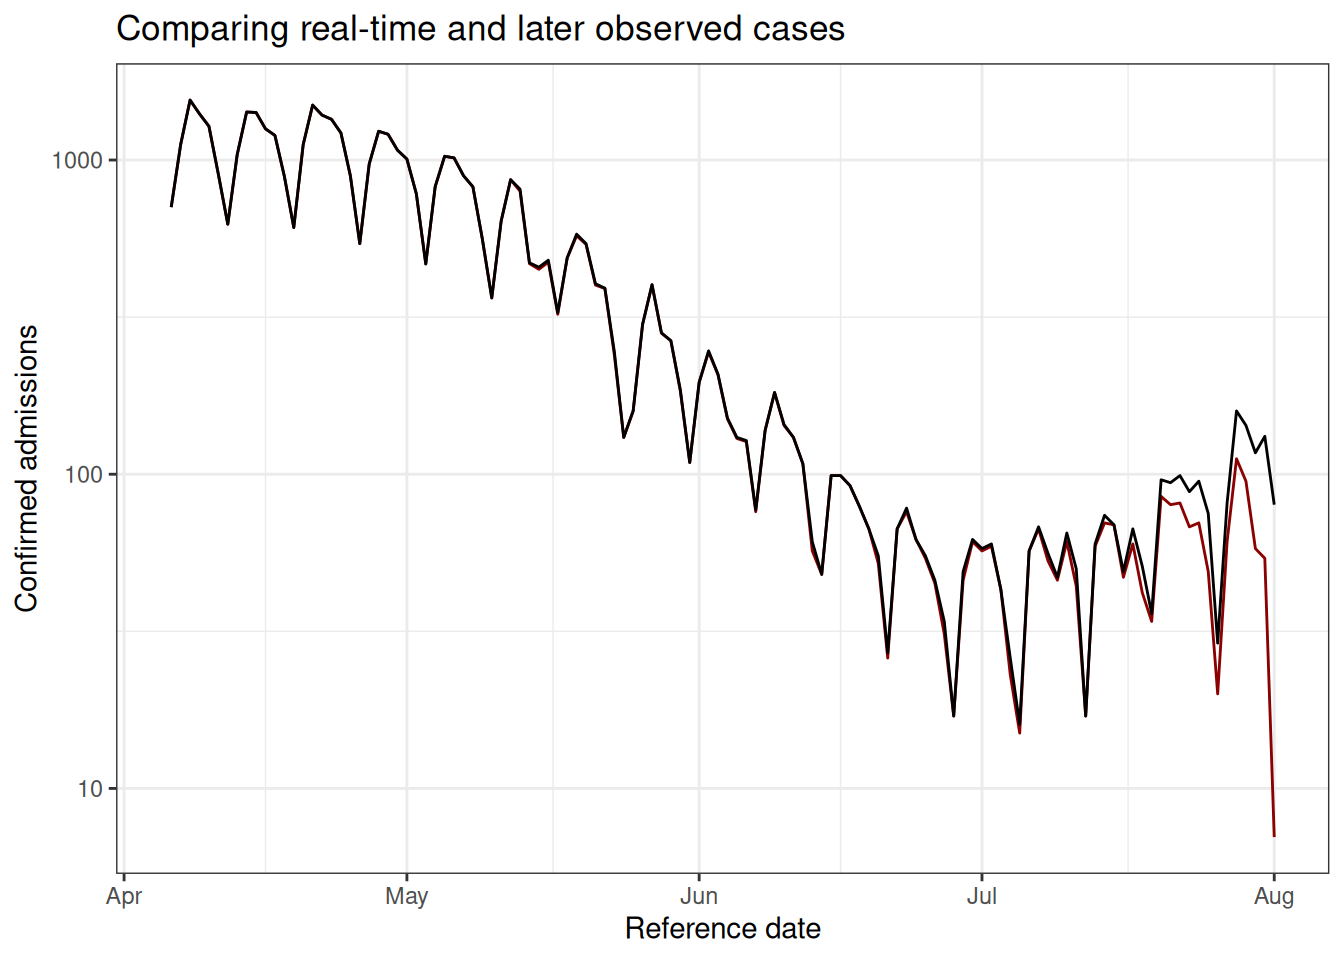 Comparing real-time and later observed cases
Confirmed admissions
1000
100
10
Apr May Jun Jul Aug
Reference date